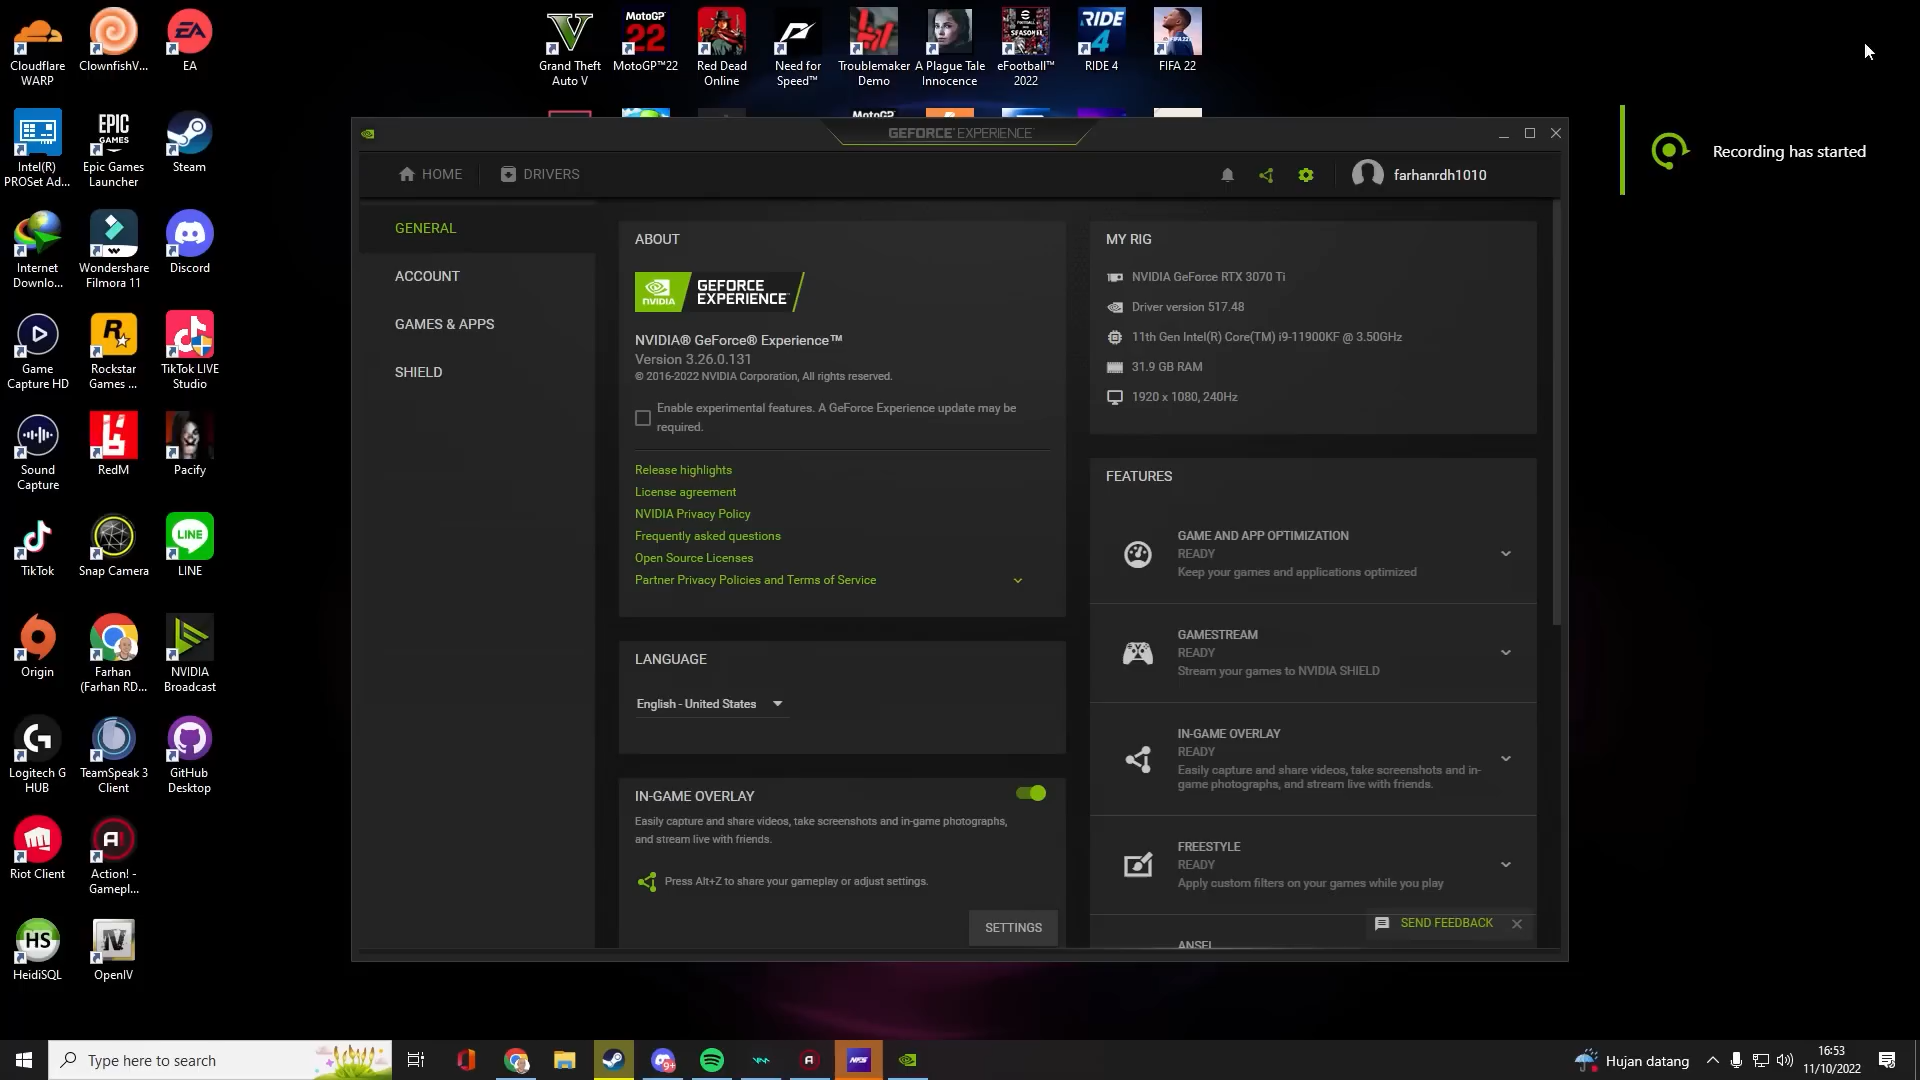 Cloudflare
WARP
ClownfishV...
EA
EA
EPIC
GAMES
Intel(R)
PROSet Ad...
Epic Games
Launcher
Steam
Internet
Downlo...
Wondershare
Filmora 11
Discord
Game
Capture HD
Rockstar
Games ...
TikTok LIVE
Studio
Sound
Capture
RedM
Pacify
LINE
TikTok
Snap Camera
LINE
Origin
Farhan
(Farhan RD...
NVIDIA
Broadcast
Logitech G
HUB
TeamSpeak 3
Client
GitHub
Desktop
Riot Client
Action! -
Gamepl...
HS
HeidiSQL
OpenIV
Grand Theft
Auto V
MotoGP
22
MotoGP™22
Red Dead
Online
Need for
Speed™
Troublemaker
Demo
A Plague Tale
Innocence
eFootball™
2022
RIDE
4
RIDE 4
FIFA 22
MotoGP
GEFORCE EXPERIENCE
HOME
DRIVERS
farhanrdh1010
GENERAL
ACCOUNT
GAMES & APPS
SHIELD
ABOUT
NVIDIA
GEFORCE
EXPERIENCE
NVIDIA® GeForce® Experience™
Version 3.26.0.131
© 2016-2022 NVIDIA Corporation, All rights reserved.
Enable experimental features. A GeForce Experience update may be
required.
Release highlights
License agreement
NVIDIA Privacy Policy
Frequently asked questions
Open Source Licenses
Partner Privacy Policies and Terms of Service
LANGUAGE
English - United States
IN-GAME OVERLAY
Easily capture and share videos, take screenshots and in-game photographs,
and stream live with friends.
Press Alt+Z to share your gameplay or adjust settings.
SETTINGS
MY RIG
NVIDIA GeForce RTX 3070 Ti
Driver version 517.48
11th Gen Intel(R) Core(TM) i9-11900KF @ 3.50GHz
31.9 GB RAM
1920 x 1080, 240Hz
FEATURES
GAME AND APP OPTIMIZATION
READY
Keep your games and applications optimized
GAMESTREAM
READY
Stream your games to NVIDIA SHIELD
IN-GAME OVERLAY
READY
Easily capture and share videos, take screenshots and in-
game photographs, and stream live with friends.
FREESTYLE
READY
Apply custom filters on your games while you play
ANSEL
SEND FEEDBACK
Recording has started
Type here to search
9+
NFS
Hujan datang
16:53
11/10/2022